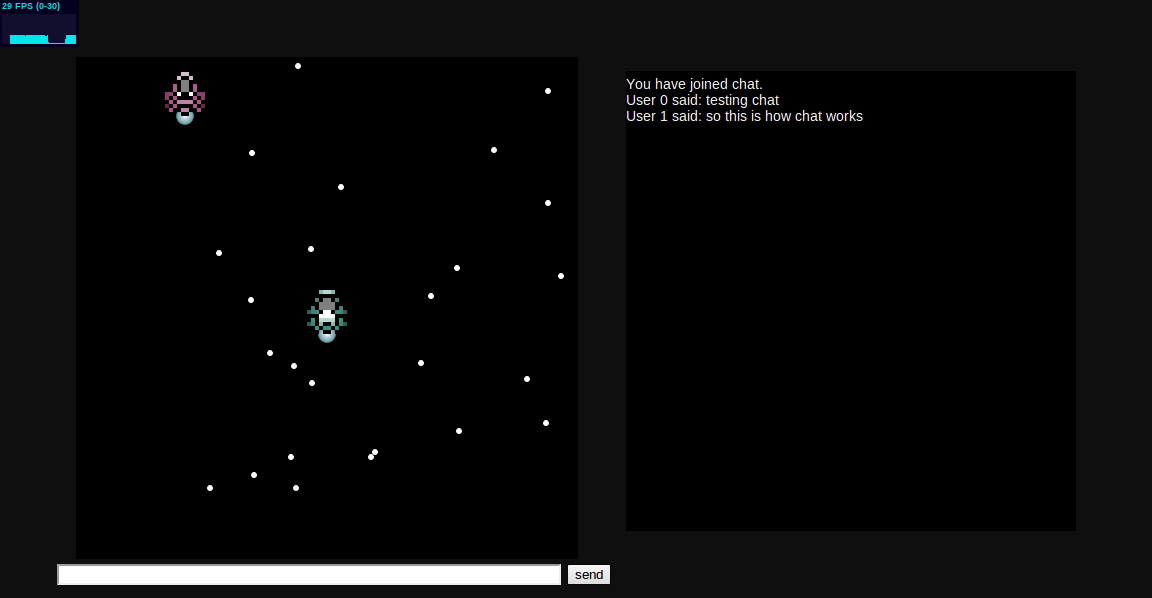 29 FPS (0-30)
You have joined chat.
User 0 said: testing chat
User 1 said: so this is how chat works
send